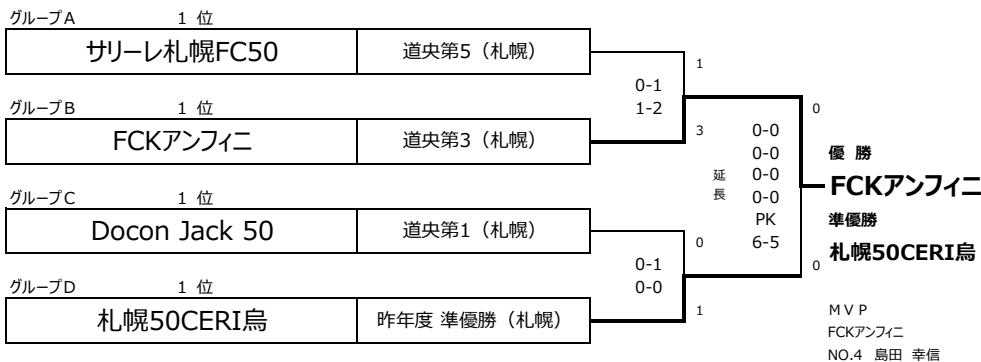 グループA 1 位
サリーレ札幌FC50 道央第5（札幌）
1
0-1
1-2
グループB 1 位
FCKアンフィニ 道央第3（札幌）
3
0
0-0
0-0
延長 0-0
0-0
PK
6-5
優 勝
FCKアンフィニ
準優勝
札幌50CERI烏
グループC 1 位
Docon Jack 50 道央第1（札幌）
0
0-1
0-0
0
グループD 1 位
札幌50CERI烏 昨年度 準優勝（札幌）
1
M V P
FCKアンフィニ
NO.4 島田 幸信